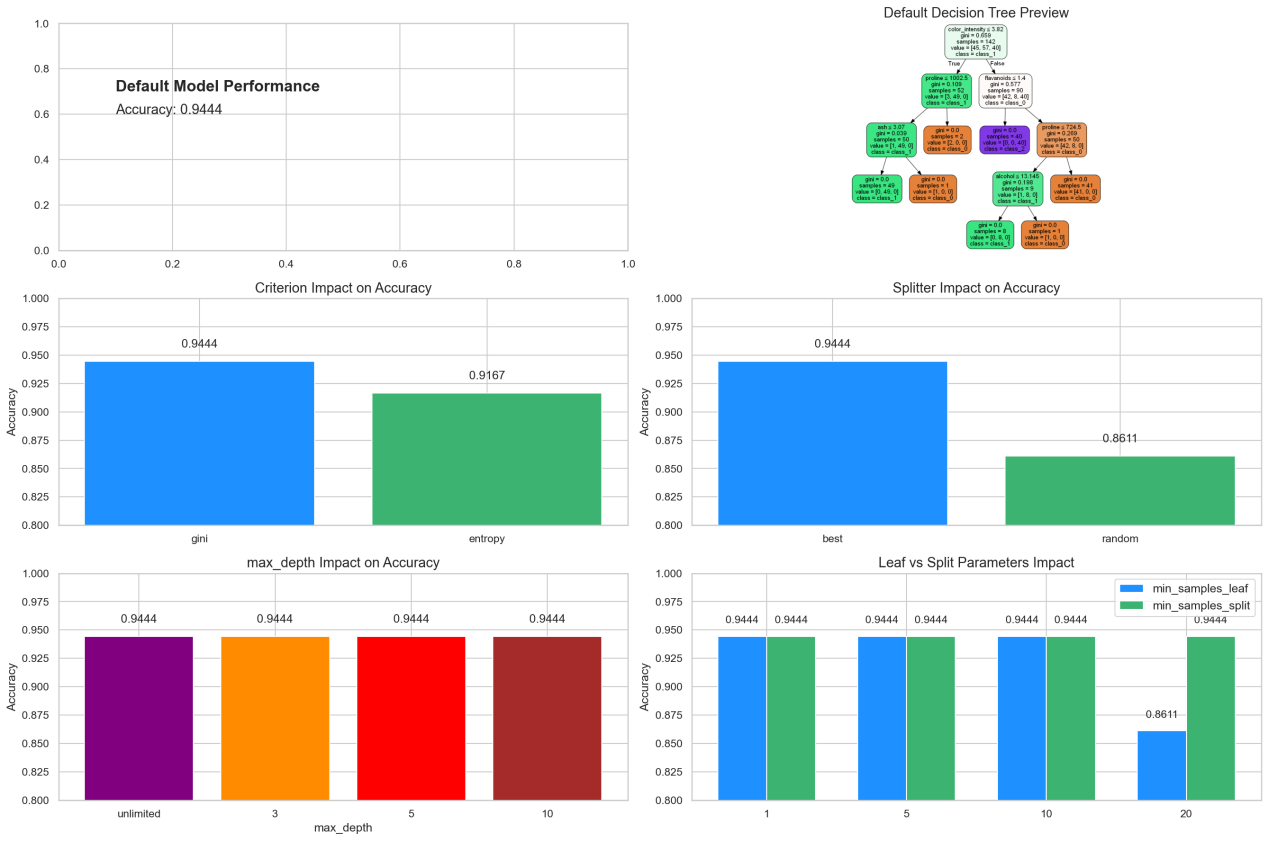 1.0
0.8
0.6
0.4
0.2
0.0
Default Model Performance
Accuracy: 0.9444
0.0
0.2
0.4
0.6
0.8
1.0
Default Decision Tree Preview
color_intensity ≤ 3.82
gini = 0.659
samples = 142
value = [45, 57, 40]
class = class_1
True
False
proline ≤ 1002.5
gini = 0.109
samples = 52
value = [3, 49, 0]
class = class_1
flavanoids ≤ 1.4
gini = 0.577
samples = 90
value = [42, 8, 40]
class = class_0
ash ≤ 3.07
gini = 0.039
samples = 50
value = [1, 49, 0]
class = class_1
gini = 0.0
samples = 2
value = [2, 0, 0]
class = class_0
gini = 0.0
samples = 40
value = [0, 0, 40]
class = class_2
proline ≤ 724.5
gini = 0.269
samples = 50
value = [42, 8, 0]
class = class_0
gini = 0.0
samples = 49
value = [0, 49, 0]
class = class_1
gini = 0.0
samples = 1
value = [1, 0, 0]
class = class_0
alcohol ≤ 13.145
gini = 0.198
samples = 9
value = [1, 8, 0]
class = class_1
gini = 0.0
samples = 41
value = [41, 0, 0]
class = class_0
gini = 0.0
samples = 8
value = [0, 8, 0]
class = class_1
gini = 0.0
samples = 1
value = [1, 0, 0]
class = class_0
Criterion Impact on Accuracy
Accuracy
1.000
0.975
0.950
0.925
0.900
0.875
0.850
0.825
0.800
0.9444
0.9167
gini
entropy
Splitter Impact on Accuracy
Accuracy
1.000
0.975
0.950
0.925
0.900
0.875
0.850
0.825
0.800
0.9444
0.8611
best
random
max_depth Impact on Accuracy
Accuracy
1.000
0.975
0.950
0.925
0.900
0.875
0.850
0.825
0.800
0.9444
0.9444
0.9444
0.9444
unlimited
3
5
10
max_depth
Leaf vs Split Parameters Impact
Accuracy
1.000
0.975
0.950
0.925
0.900
0.875
0.850
0.825
0.800
min_samples_leaf
min_samples_split
0.9444
0.9444
0.9444
0.9444
0.9444
0.9444
0.8611
0.9444
1
5
10
20